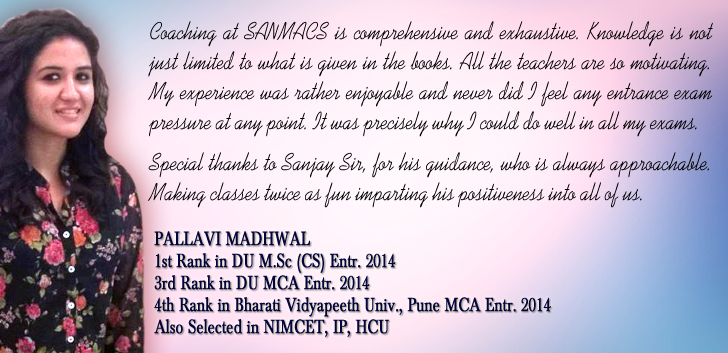 Coaching at SANMACS is comprehensive and exhaustive. Knowledge is not
just limited to what is given in the books. All the teachers are so motivating.
My experience was rather enjoyable and never did I feel any entrance exam
pressure at any point. It was precisely why I could do well in all my exams.
Special thanks to Sanjay Sir, for his guidance, who is always approachable.
Making classes twice as fun imparting his positiveness into all of us.
PALLAVI MADHWAL
1st Rank in DU M.Sc (CS) Entr. 2014
3rd Rank in DU MCA Entr. 2014
4th Rank in Bharati Vidyapeeth Univ., Pune MCA Entr. 2014
Also Selected in NIMCET, IP, HCU